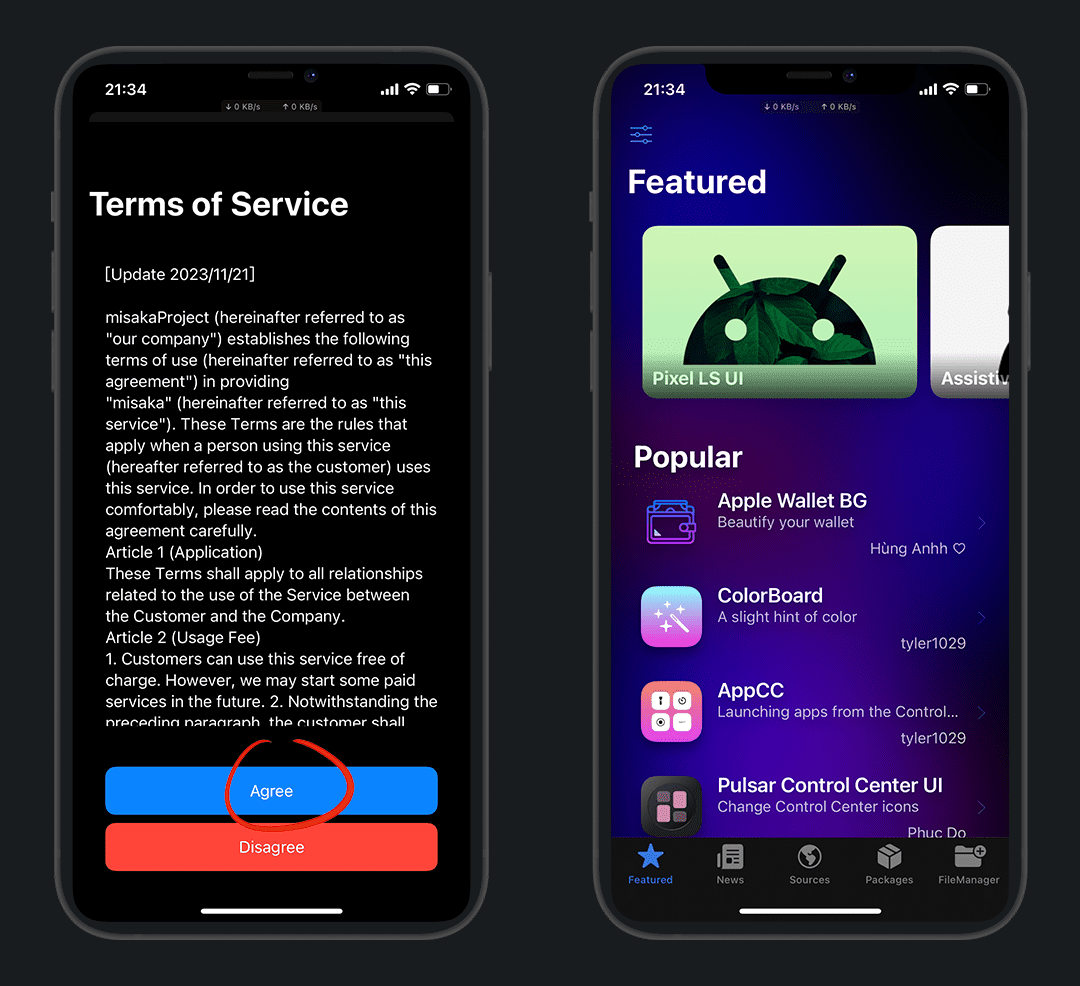 21:34
↓ 0 KB/s ↑ 0 KB/s
Terms of Service
[Update 2023/11/21]
misakaProject (hereinafter referred to as
"our company") establishes the following
terms of use (hereinafter referred to as "this
agreement") in providing
"misaka" (hereinafter referred to as "this
service"). These Terms are the rules that
apply when a person using this service
(hereafter referred to as the customer) uses
this service. In order to use this service
comfortably, please read the contents of this
agreement carefully.
Article 1 (Application)
These Terms shall apply to all relationships
related to the use of the Service between
the Customer and the Company.
Article 2 (Usage Fee)
1. Customers can use this service free of
charge. However, we may start some paid
services in the future. 2. Notwithstanding the
preceding paragraph, the customer shall
Agree
Disagree
21:34
↓ 0 KB/s ↑ 0 KB/s
Featured
Pixel LS UI
Assistiv
Popular
Apple Wallet BG
Beautify your wallet
Hùng Anhh ♡
ColorBoard
A slight hint of color
tyler1029
AppCC
Launching apps from the Control...
tyler1029
Pulsar Control Center UI
Change Control Center icons
Phuc Do
Featured
News
Sources
Packages
FileManager